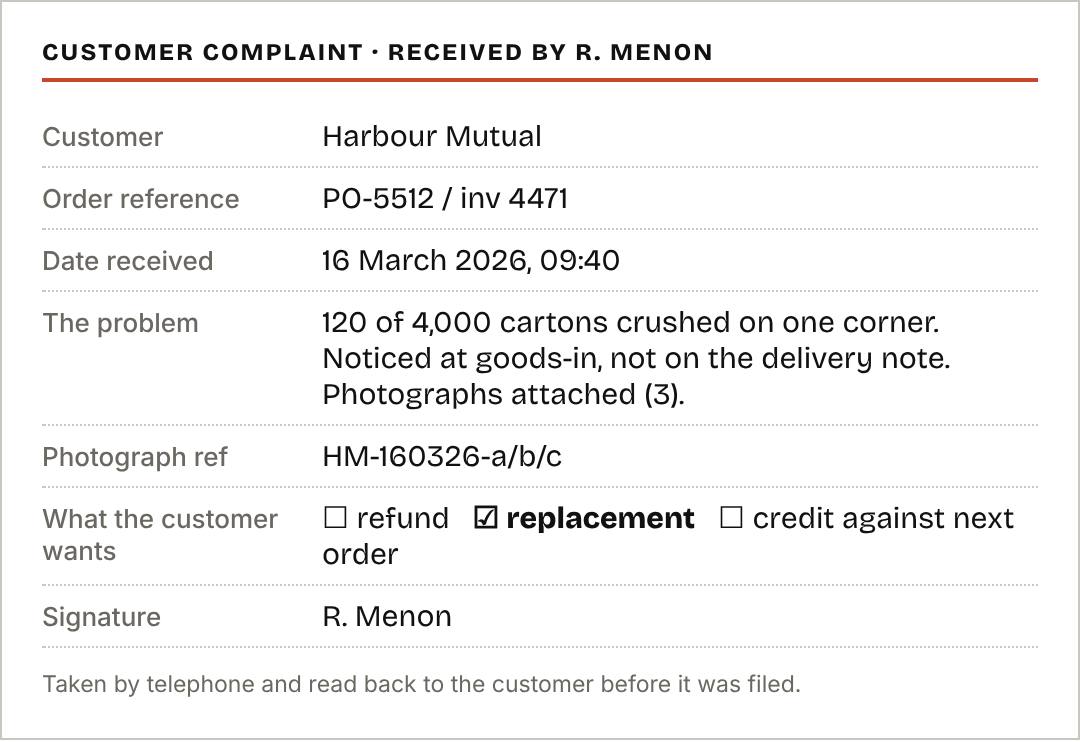 CUSTOMER COMPLAINT · RECEIVED BY R. MENON
Customer Harbour Mutual
Order reference PO-5512 / inv 4471
Date received 16 March 2026, 09:40
The problem 120 of 4,000 cartons crushed on one corner.
Noticed at goods-in, not on the delivery note.
Photographs attached (3).
Photograph ref HM-160326-a/b/c
What the customer ☐ refund ☑ replacement ☐ credit against next
wants order
Signature R. Menon
Taken by telephone and read back to the customer before it was filed.